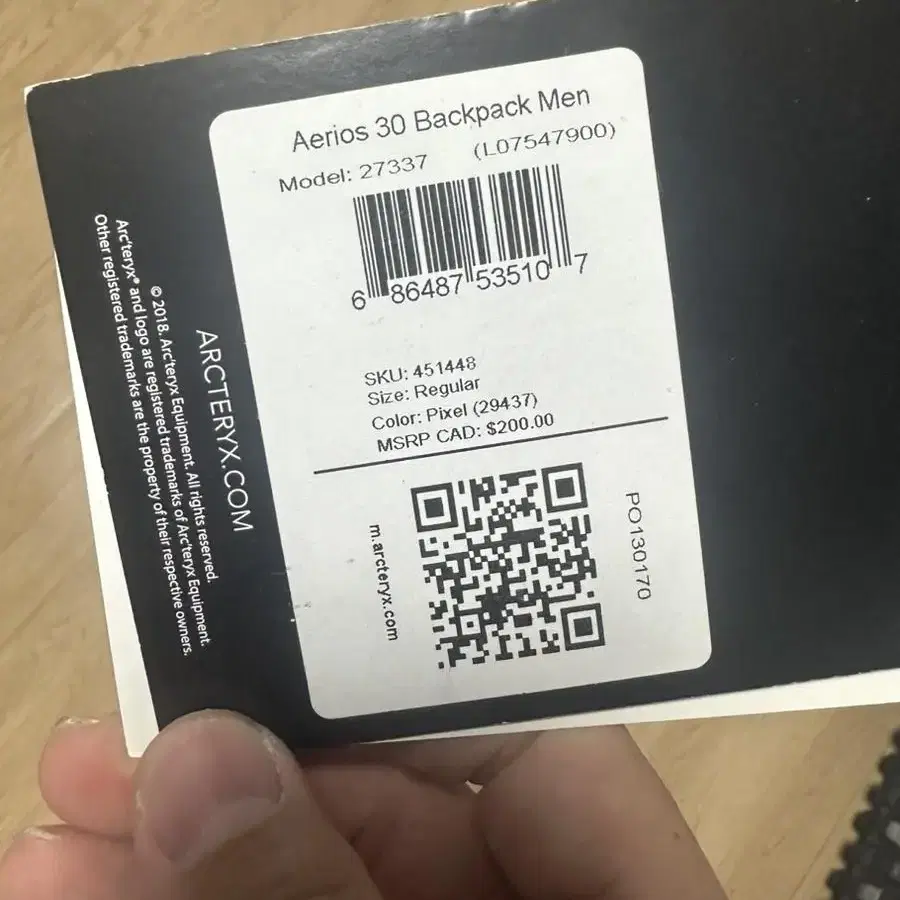 Aerios 30 Backpack Men
Model: 27337 (L07547900)
6 86487 53510 7
SKU: 451448
Size: Regular
Color: Pixel (29437)
MSRP CAD: $200.00
m.arcteryx.com
PO130170
ARCTERYX.COM
© 2018. Arc'teryx Equipment. All rights reserved.
Arc'teryx® and logo are registered trademarks of Arc'teryx Equipment.
Other registered trademarks are the property of their respective owners.